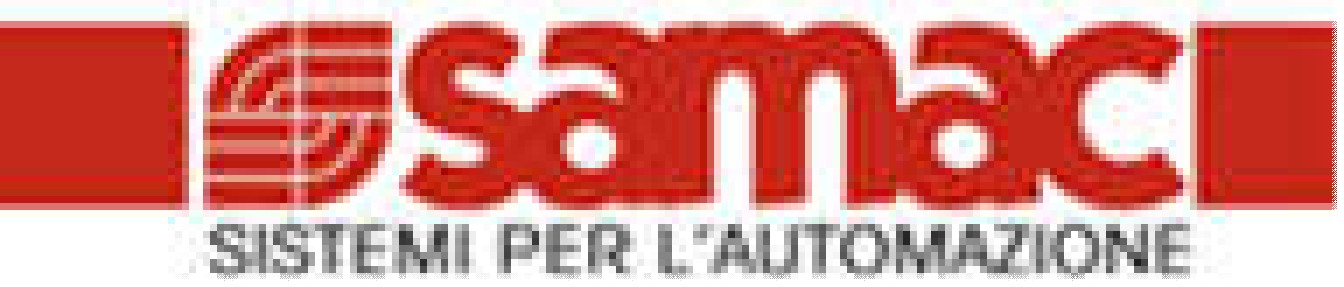 samac
SISTEMI PER L'AUTOMAZIONE